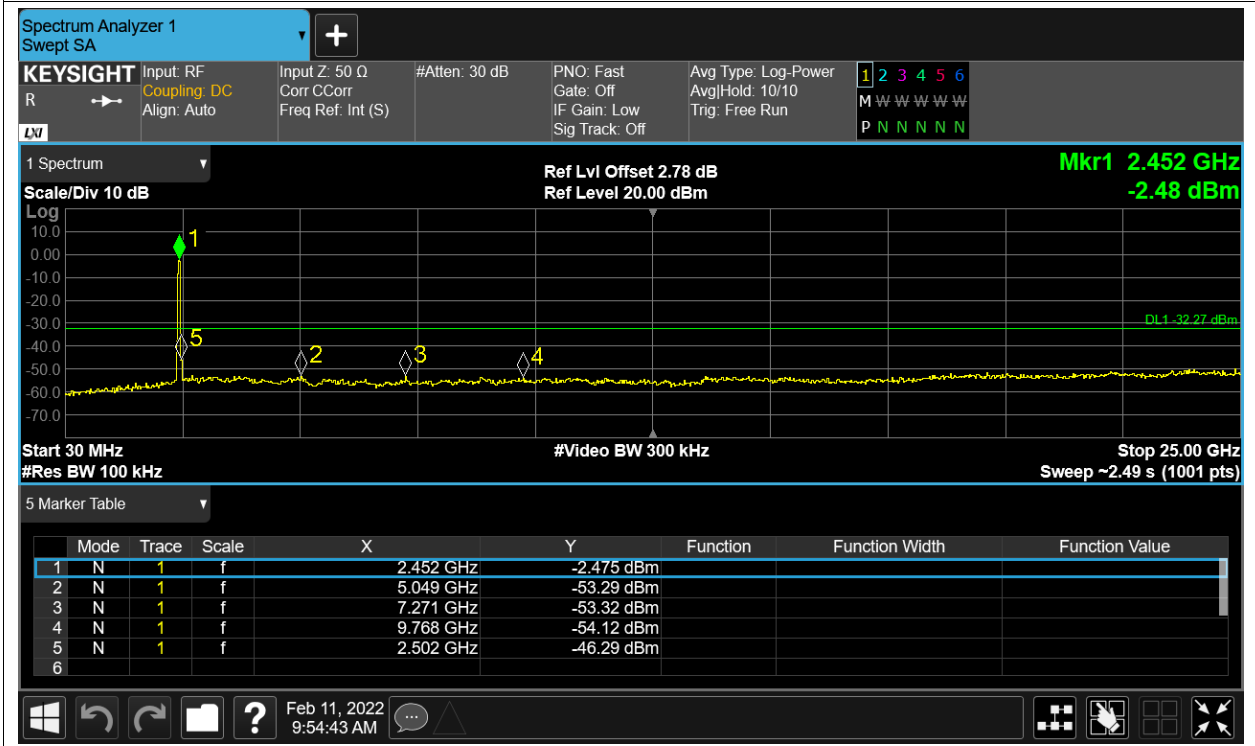 Spectrum Analyzer 1
Swept SA
KEYSIGHT
R
LXI
Input: RF
Coupling: DC
Align: Auto
Input Z: 50 Ω
Corr CCorr
Freq Ref: Int (S)
#Atten: 30 dB
PNO: Fast
Gate: Off
IF Gain: Low
Sig Track: Off
Avg Type: Log-Power
Avg|Hold: 10/10
Trig: Free Run
1 2 3 4 5 6
M W W W W W
P N N N N N
1 Spectrum
Scale/Div 10 dB
Ref Lvl Offset 2.78 dB
Ref Level 20.00 dBm
Mkr1 2.452 GHz
-2.48 dBm
Log
10.0
0.00
-10.0
-20.0
-30.0
-40.0
-50.0
-60.0
-70.0
1
5
2
3
4
DL1 -32.27 dBm
Start 30 MHz
#Res BW 100 kHz
#Video BW 300 kHz
Stop 25.00 GHz
Sweep ~2.49 s (1001 pts)
5 Marker Table
Mode Trace Scale X Y Function Function Width Function Value
1 N 1 f 2.452 GHz -2.475 dBm
2 N 1 f 5.049 GHz -53.29 dBm
3 N 1 f 7.271 GHz -53.32 dBm
4 N 1 f 9.768 GHz -54.12 dBm
5 N 1 f 2.502 GHz -46.29 dBm
6
?
Feb 11, 2022
9:54:43 AM